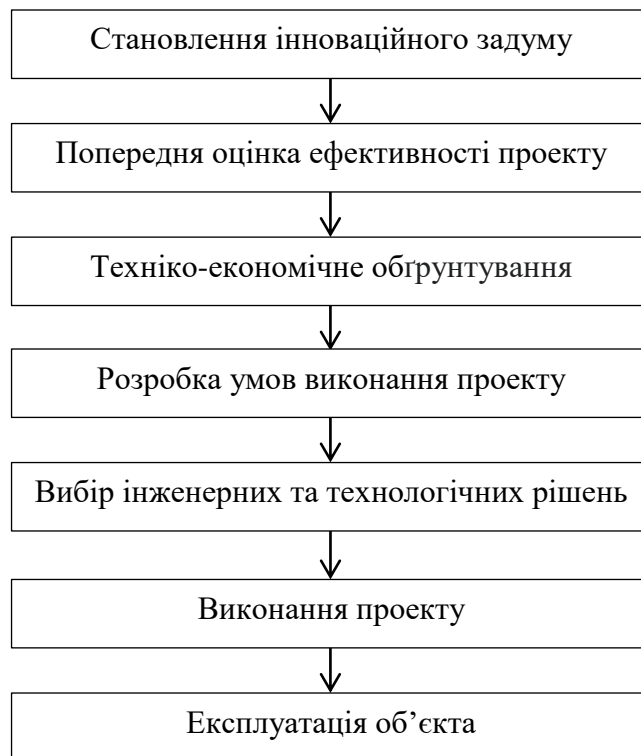 Становлення інноваційного задуму
Попередня оцінка ефективності проекту
Техніко-економічне обґрунтування
Розробка умов виконання проекту
Вибір інженерних та технологічних рішень
Виконання проекту
Експлуатація об’єкта